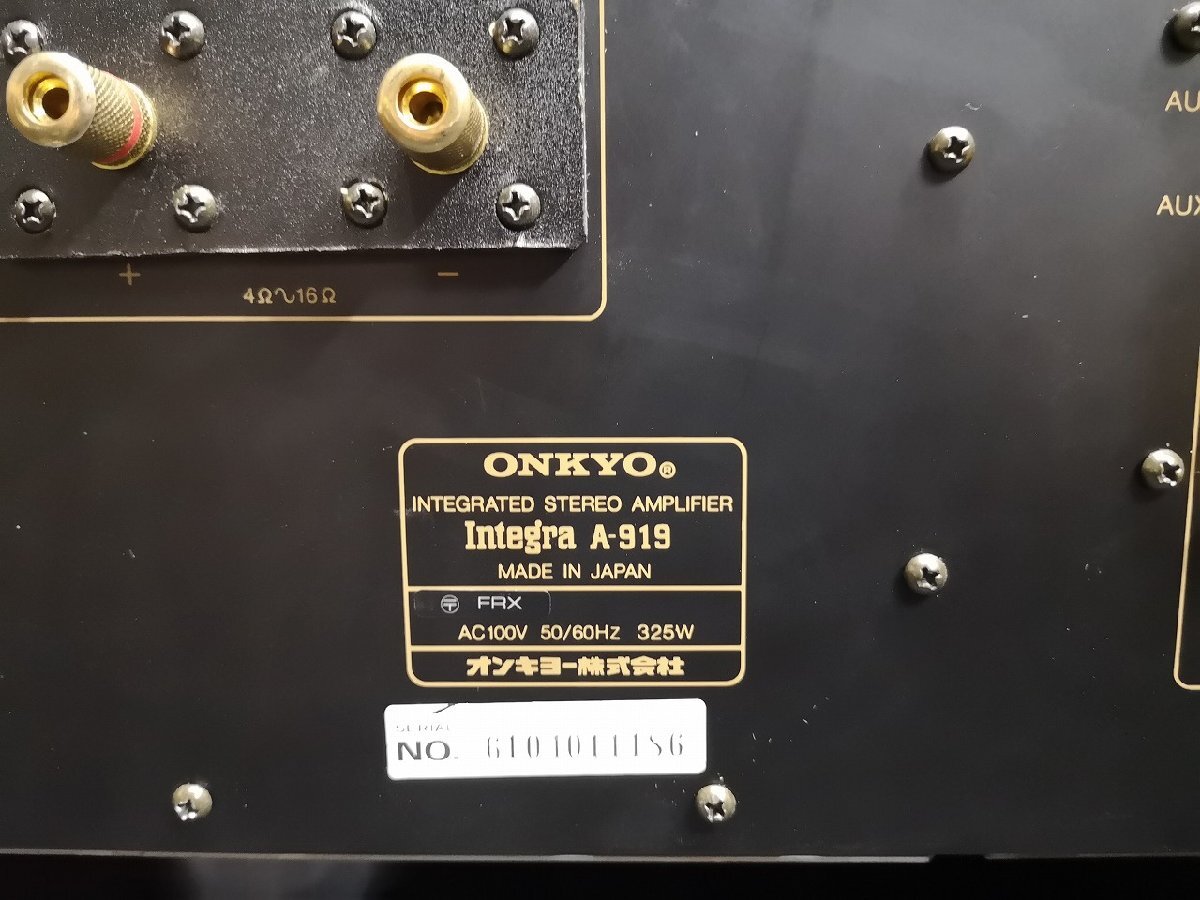 + −
4Ω∿16Ω
AU
AUX
ONKYO®
INTEGRATED STEREO AMPLIFIER
Integra A-919
MADE IN JAPAN
〶 FRX
AC100V 50/60Hz 325W
オンキヨー株式会社
SERIAL
NO.